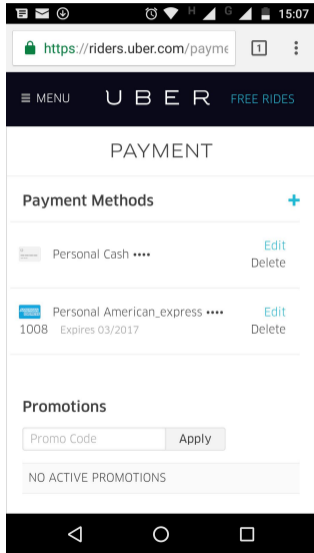 H G 15:07
https://riders.uber.com/payme 1
MENU UBER FREE RIDES
PAYMENT
Payment Methods +
Personal Cash •••• Edit
Delete
Personal American_express •••• Edit
1008 Expires 03/2017 Delete
Promotions
Promo Code Apply
NO ACTIVE PROMOTIONS